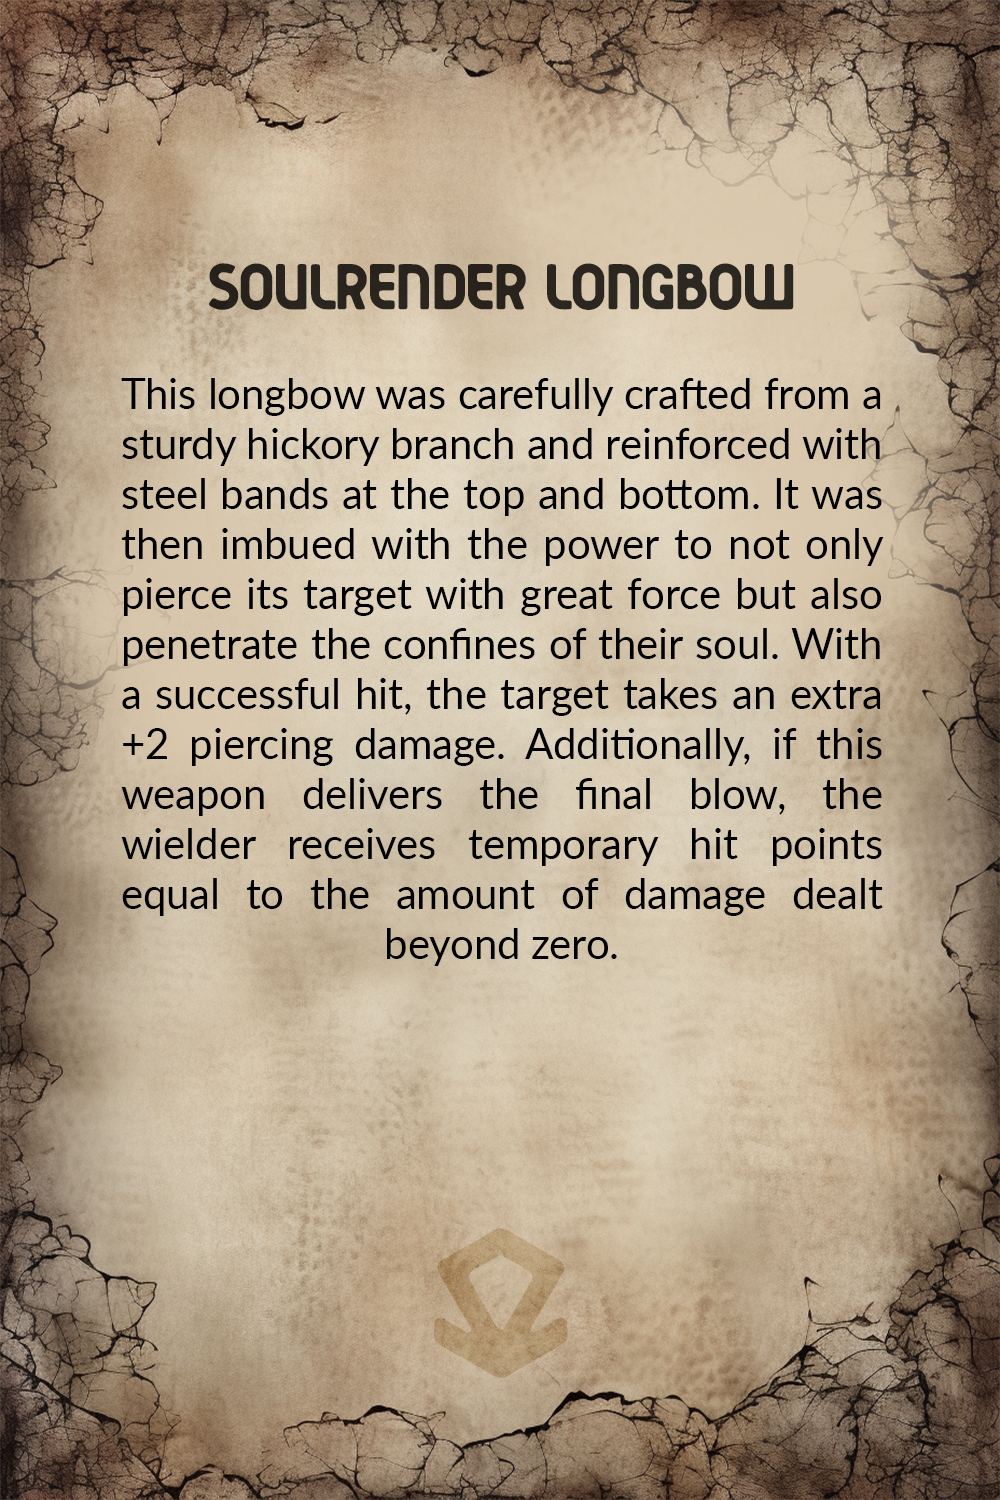 SOULRENDER LONGBOW
This longbow was carefully crafted from a
sturdy hickory branch and reinforced with
steel bands at the top and bottom. It was
then imbued with the power to not only
pierce its target with great force but also
penetrate the confines of their soul. With
a successful hit, the target takes an extra
+2 piercing damage. Additionally, if this
weapon delivers the final blow, the
wielder receives temporary hit points
equal to the amount of damage dealt
beyond zero.